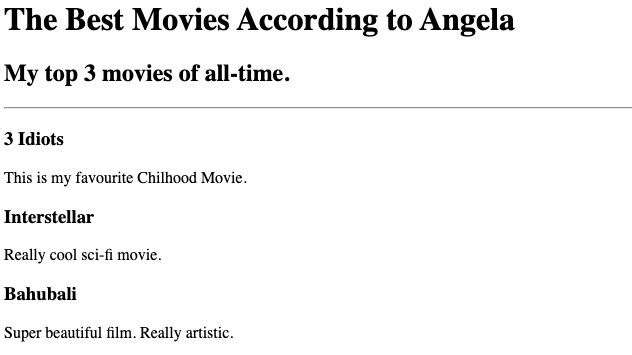 The Best Movies According to Angela
My top 3 movies of all-time.
3 Idiots
This is my favourite Chilhood Movie.
Interstellar
Really cool sci-fi movie.
Bahubali
Super beautiful film. Really artistic.